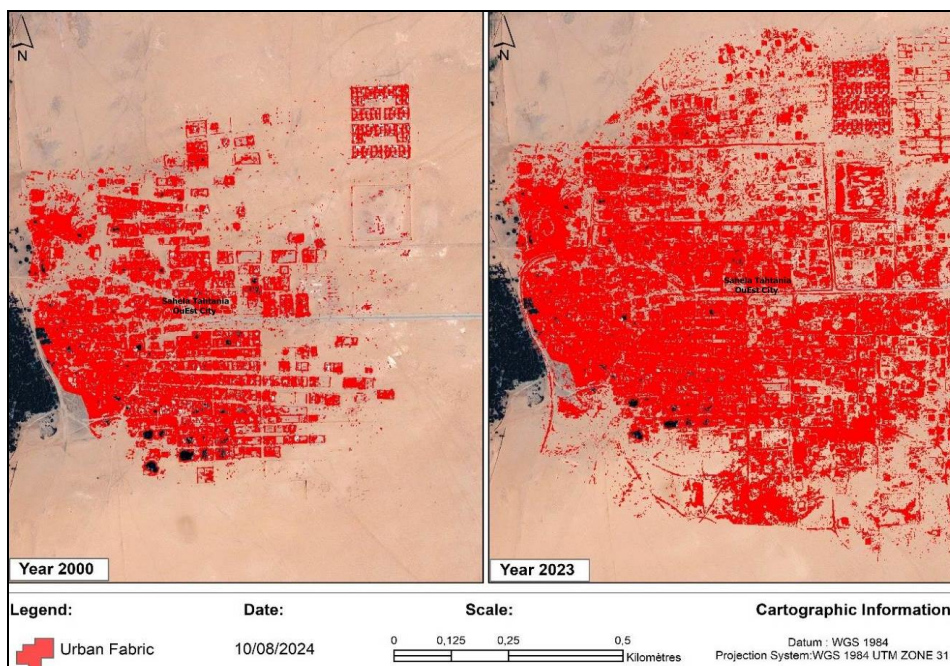 N
N
Sahela Tahtania
OuEst City
Sahela Tahtania
OuEst City
Year 2000
Year 2023
Legend:
Date:
Scale:
Cartographic Information
Urban Fabric
10/08/2024
0 0,125 0,25 0,5
Kilomètres
Datum : WGS 1984
Projection System:WGS 1984 UTM ZONE 31